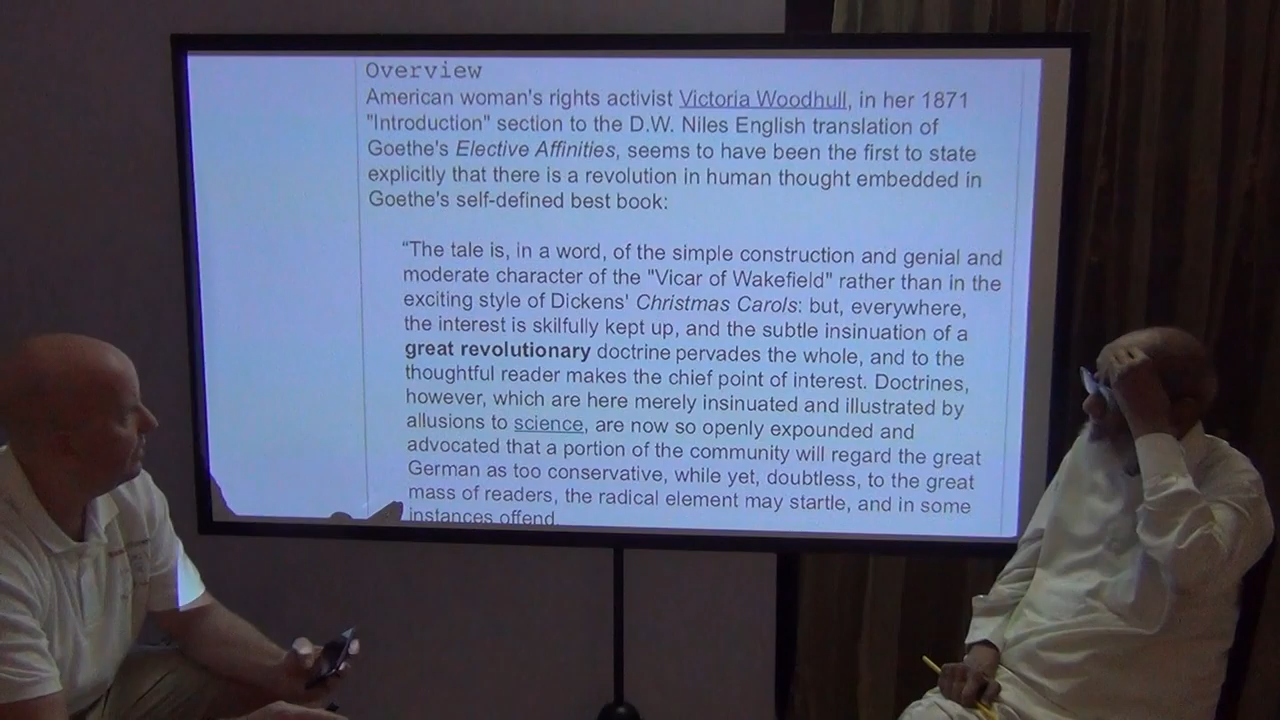 Overview
American woman's rights activist Victoria Woodhull, in her 1871
"Introduction" section to the D.W. Niles English translation of
Goethe's Elective Affinities, seems to have been the first to state
explicitly that there is a revolution in human thought embedded in
Goethe's self-defined best book:
“The tale is, in a word, of the simple construction and genial and
moderate character of the "Vicar of Wakefield" rather than in the
exciting style of Dickens' Christmas Carols: but, everywhere,
the interest is skilfully kept up, and the subtle insinuation of a
great revolutionary doctrine pervades the whole, and to the
thoughtful reader makes the chief point of interest. Doctrines,
however, which are here merely insinuated and illustrated by
allusions to science, are now so openly expounded and
advocated that a portion of the community will regard the great
German as too conservative, while yet, doubtless, to the great
mass of readers, the radical element may startle, and in some
instances offend.